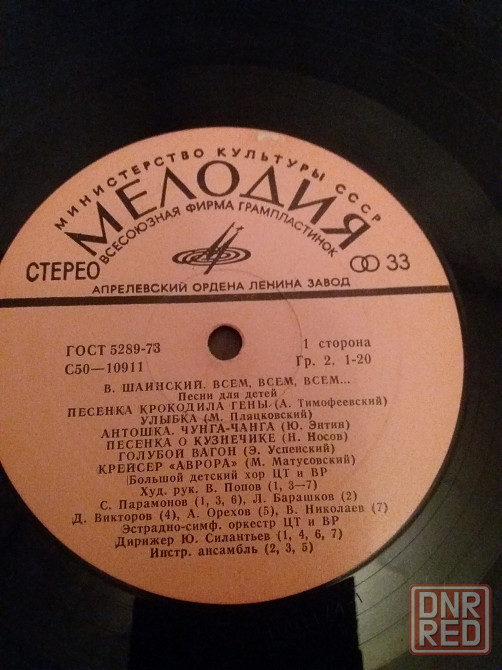 МИНИСТЕРСТВО КУЛЬТУРЫ СССР
МЕЛОДИЯ
ВСЕСОЮЗНАЯ ФИРМА ГРАМПЛАСТИНОК
СТЕРЕО
33
АПРЕЛЕВСКИЙ ОРДЕНА ЛЕНИНА ЗАВОД
ГОСТ 5289-73
1 сторона
С50—10911
Гр. 2. 1-20
В. ШАИНСКИЙ. ВСЕМ, ВСЕМ, ВСЕМ...
Песни для детей
ПЕСЕНКА КРОКОДИЛА ГЕНЫ (А. Тимофеевский)
УЛЫБКА (М. Пляцковский)
АНТОШКА. ЧУНГА-ЧАНГА (Ю. Энтин)
ПЕСЕНКА О КУЗНЕЧИКЕ (Н. Носов)
ГОЛУБОЙ ВАГОН (Э. Успенский)
КРЕЙСЕР «АВРОРА» (М. Матусовский)
Большой детский хор ЦТ и ВР
Худ. рук. В. Попов (1, 3—7)
С. Парамонов (1, 3, 6), Л. Барашков (2)
Д. Викторов (4), А. Орехов (5), В. Николаев (7)
Эстрадно-симф. оркестр ЦТ и ВР
Дирижер Ю. Силантьев (1, 4, 6, 7)
Инстр. ансамбль (2, 3, 5)
DNR
RED